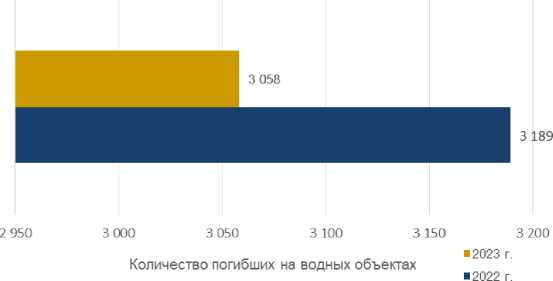 3 058
3 189
2 950 3 000 3 050 3 100 3 150 3 200
Количество погибших на водных объектах
2023 г.
2022 г.